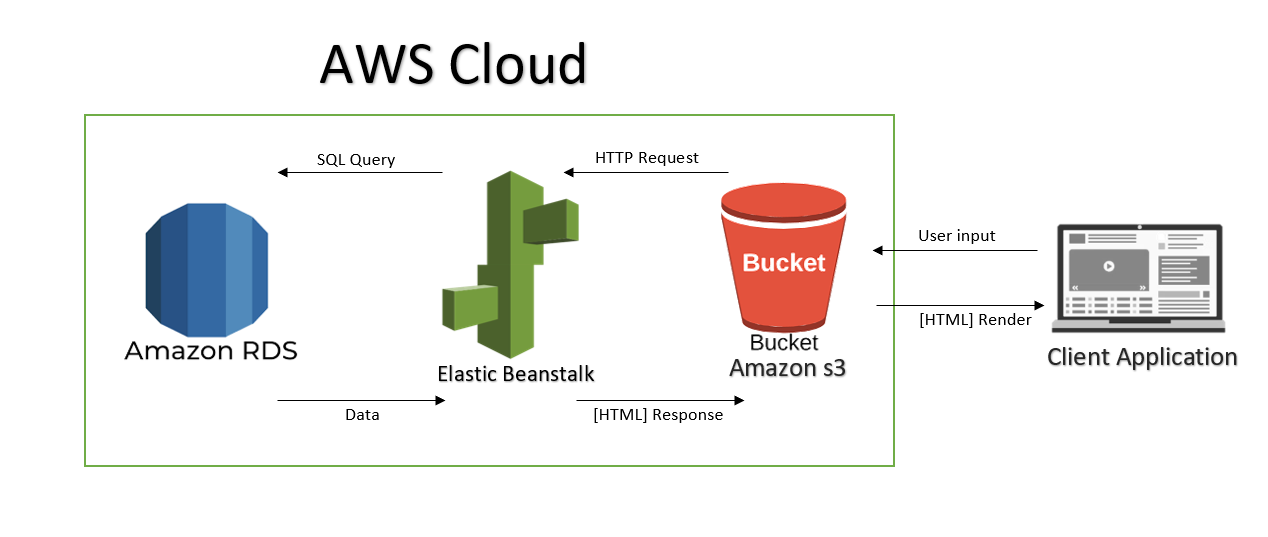 AWS Cloud
SQL Query
HTTP Request
User input
Bucket
[HTML] Render
Bucket
Amazon RDS
Amazon s3
Client Application
Elastic Beanstalk
Data
[HTML] Response